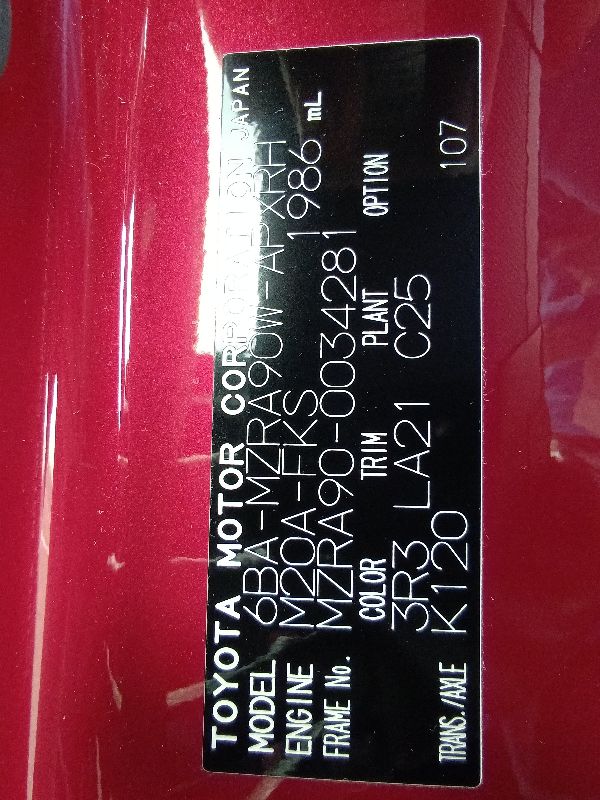 TOYOTA MOTOR CORPORATION JAPAN
MODEL 6BA-MZRA90W-APXRH
ENGINE M20A-FKS 1986 mL
FRAME No. MZRA90-0034281
COLOR TRIM PLANT OPTION
3R3 LA21 C25
TRANS./AXLE K120 107